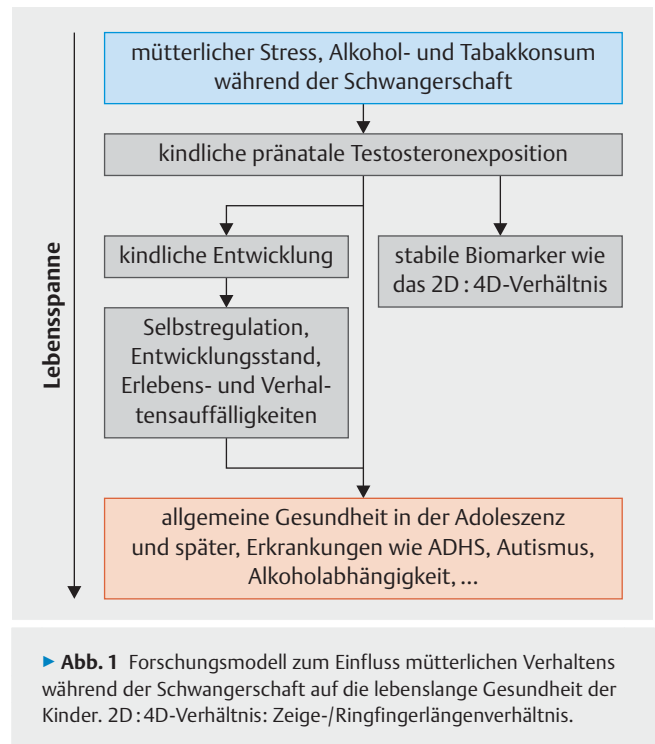 mütterlicher Stress, Alkohol- und Tabakkonsum
während der Schwangerschaft
kindliche pränatale Testosteronexposition
Lebensspanne
kindliche Entwicklung
stabile Biomarker wie
das 2D : 4D-Verhältnis
Selbstregulation,
Entwicklungsstand,
Erlebens- und Verhal-
tensauffälligkeiten
allgemeine Gesundheit in der Adoleszenz
und später, Erkrankungen wie ADHS, Autismus,
Alkoholabhängigkeit, ...
▶ Abb. 1 Forschungsmodell zum Einfluss mütterlichen Verhaltens
während der Schwangerschaft auf die lebenslange Gesundheit der
Kinder. 2D : 4D-Verhältnis: Zeige-/Ringfingerlängenverhältnis.